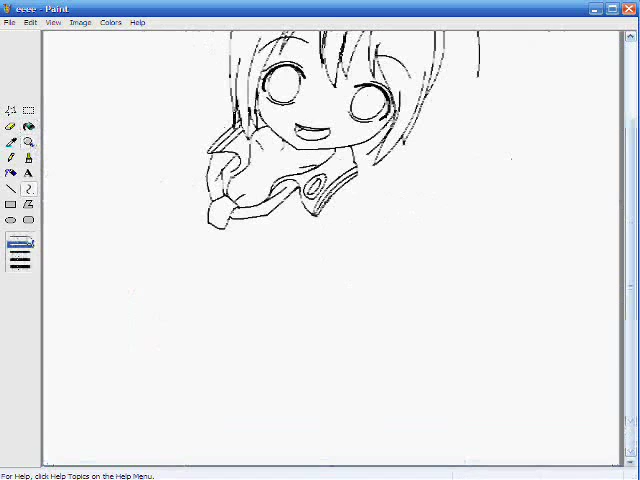 eeee - Paint
File Edit View Image Colors Help
A
For Help, click Help Topics on the Help Menu.